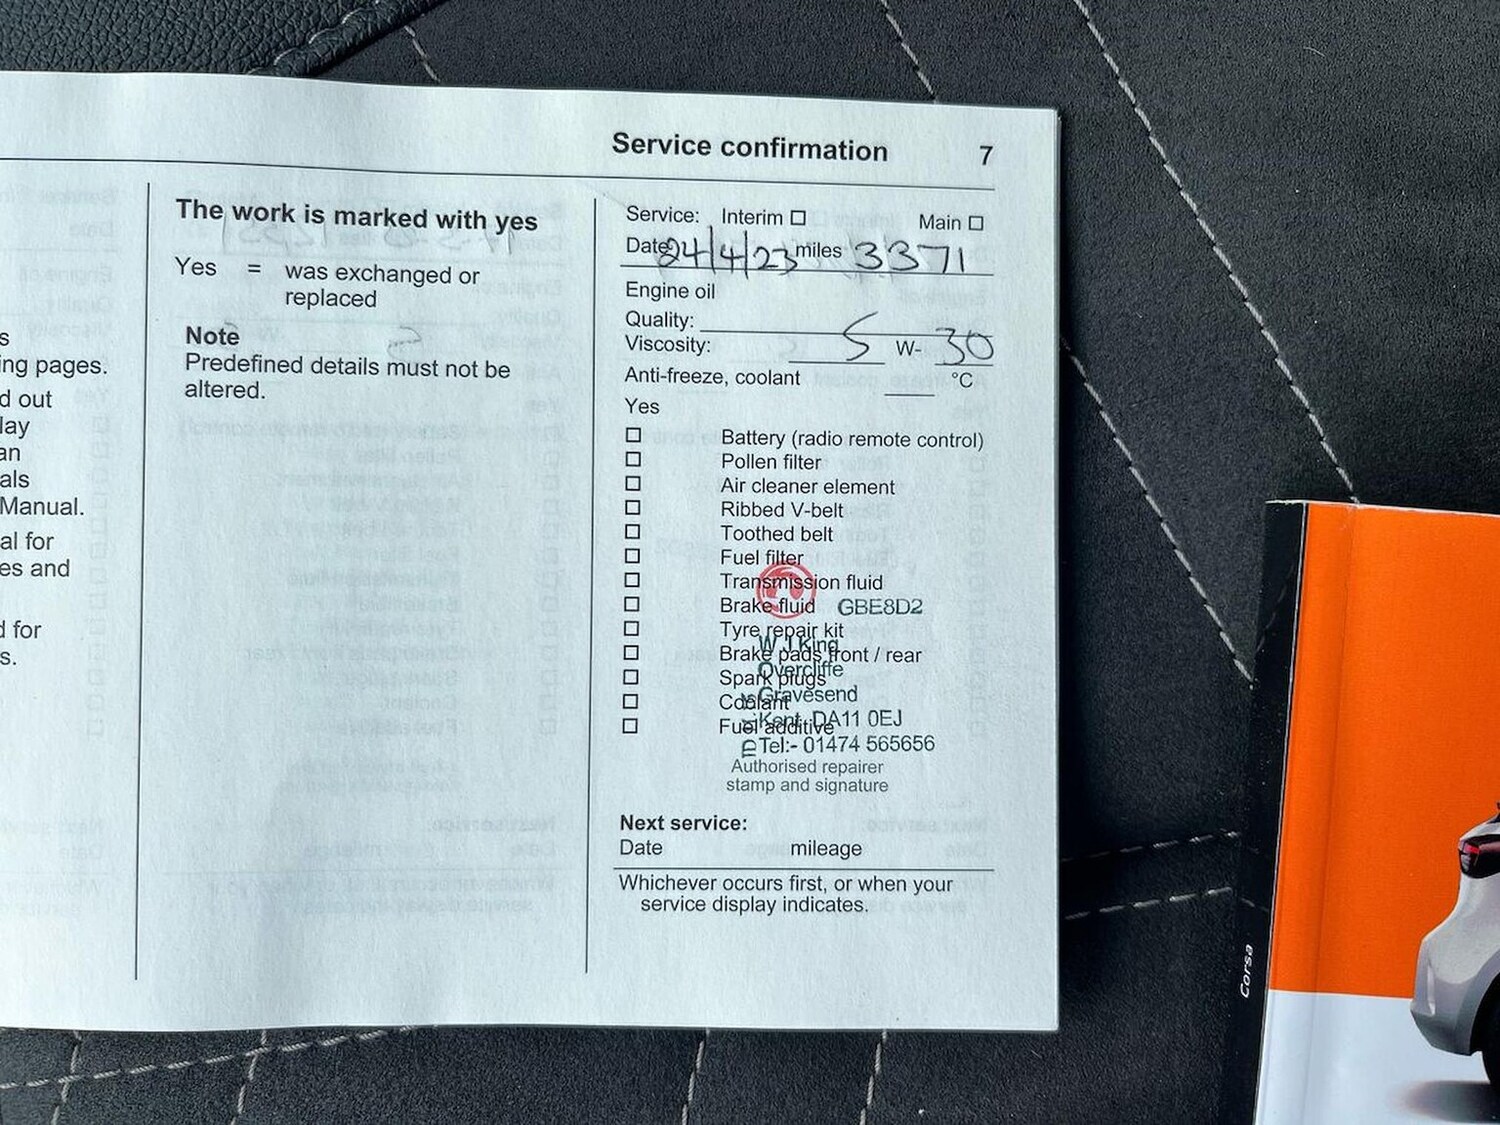 Service confirmation 7
s
ing pages.
d out
lay
an
als
Manual.
al for
es and
d for
s.
The work is marked with yes
Yes = was exchanged or
replaced
Note
Predefined details must not be
altered.
Service: Interim ☐ Main ☐
Date 24/4/23 miles 3371
Engine oil
Quality:
Viscosity: 5 W- 30
Anti-freeze, coolant °C
Yes
☐ Battery (radio remote control)
☐ Pollen filter
☐ Air cleaner element
☐ Ribbed V-belt
☐ Toothed belt
☐ Fuel filter
☐ Transmission fluid
☐ Brake fluid GBE8D2
☐ Tyre repair kit
W J King
☐ Brake pads front / rear
Overcliffe
☐ Spark plugs
Gravesend
☐ Coolant
Kent. DA11 0EJ
☐ Fuel additive
Tel:- 01474 565656
Authorised repairer
stamp and signature
Next service:
Date mileage
Whichever occurs first, or when your
service display indicates.
Corsa